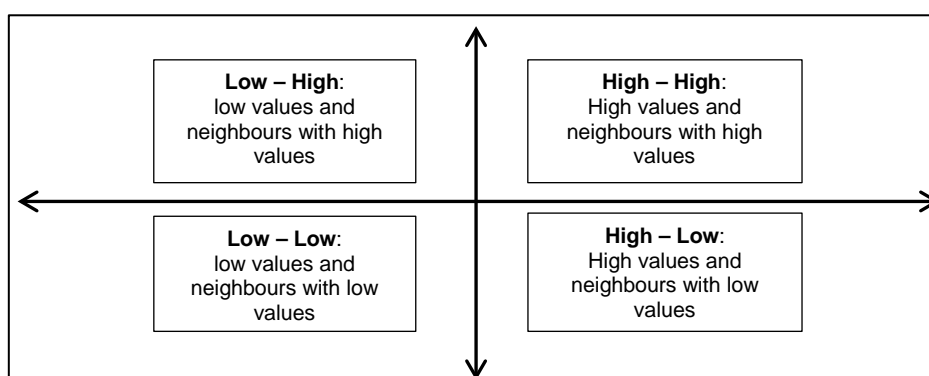 Low – High:
low values and
neighbours with high
values
High – High:
High values and
neighbours with high
values
Low – Low:
low values and
neighbours with low
values
High – Low:
High values and
neighbours with low
values